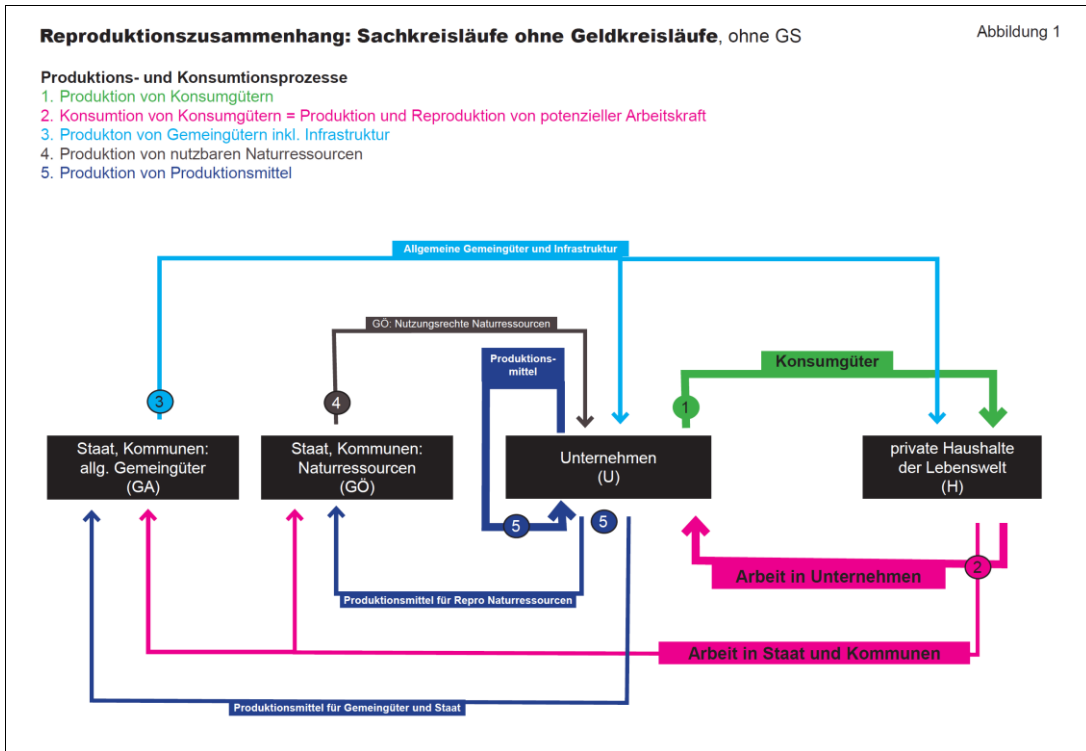 Reproduktionszusammenhang: Sachkreisläufe ohne Geldkreisläufe, ohne GS
Abbildung 1
Produktions- und Konsumtionsprozesse
1. Produktion von Konsumgütern
2. Konsumtion von Konsumgütern = Produktion und Reproduktion von potenzieller Arbeitskraft
3. Produkton von Gemeingütern inkl. Infrastruktur
4. Produktion von nutzbaren Naturressourcen
5. Produktion von Produktionsmittel
Allgemeine Gemeingüter und Infrastruktur
GÖ: Nutzungsrechte Naturressourcen
Produktions-
mittel
Konsumgüter
3
4
1
Staat, Kommunen:
allg. Gemeingüter
(GA)
Staat, Kommunen:
Naturressourcen
(GÖ)
Unternehmen
(U)
private Haushalte
der Lebenswelt
(H)
5
5
2
Arbeit in Unternehmen
Produktionsmittel für Repro Naturressourcen
Arbeit in Staat und Kommunen
Produktionsmittel für Gemeingüter und Staat